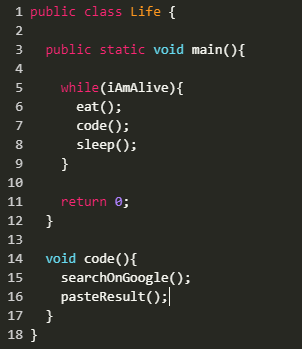 1 public class Life {
2
3   public static void main(){
4
5     while(iAmAlive){
6       eat();
7       code();
8       sleep();
9     }
10
11     return 0;
12   }
13
14   void code(){
15     searchOnGoogle();
16     pasteResult();
17   }
18 }